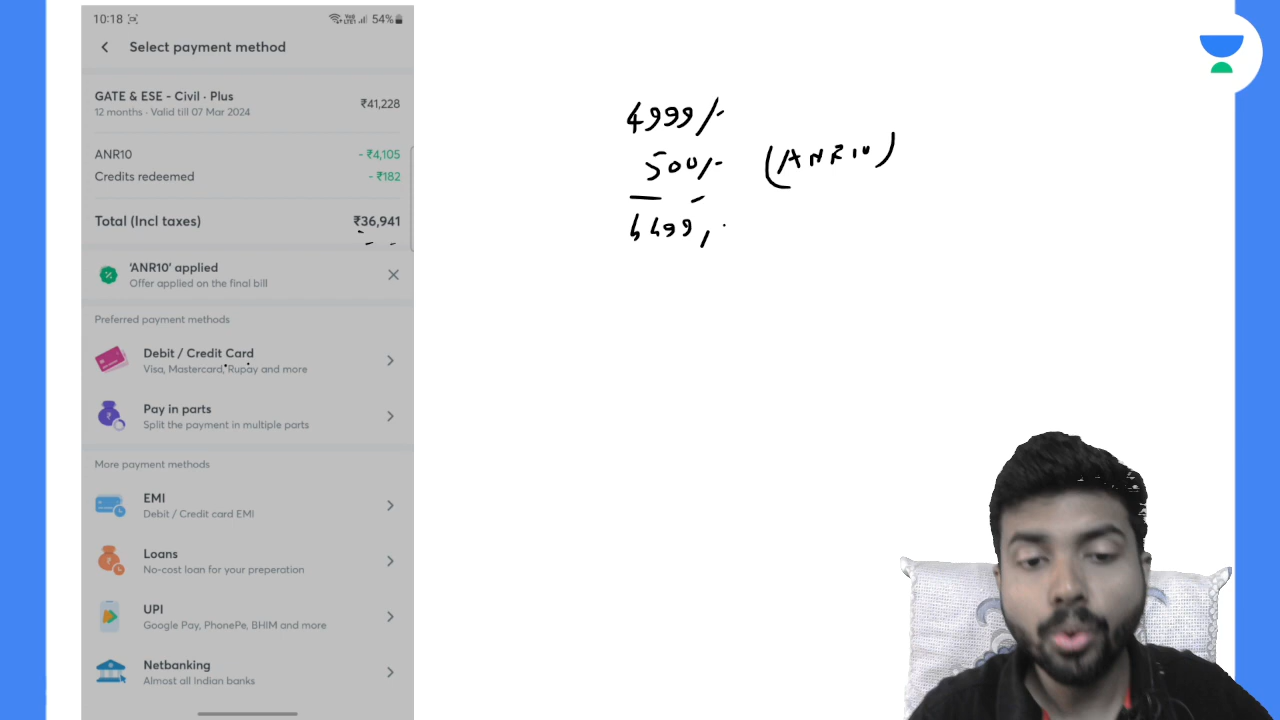 10:18 54%
Select payment method
GATE & ESE - Civil · Plus ₹41,228
12 months · Valid till 07 Mar 2024
ANR10 - ₹4,105
Credits redeemed - ₹182
Total (Incl taxes) ₹36,941
'ANR10' applied
Offer applied on the final bill
Preferred payment methods
Debit / Credit Card
Visa, Mastercard, Rupay and more
Pay in parts
Split the payment in multiple parts
More payment methods
EMI
Debit / Credit card EMI
Loans
No-cost loan for your preperation
UPI
Google Pay, PhonePe, BHIM and more
Netbanking
Almost all Indian banks
4999/-
500/- (ANR10)
4499,